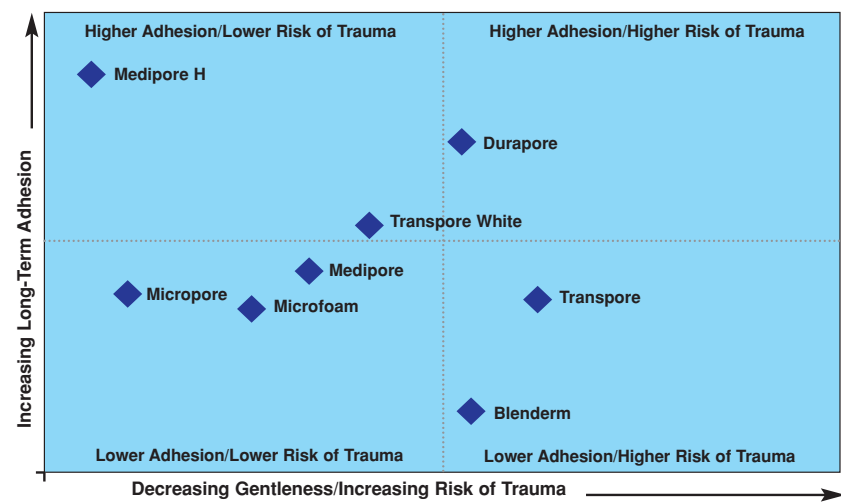 Higher Adhesion/Lower Risk of Trauma
Higher Adhesion/Higher Risk of Trauma
Medipore H
Durapore
Transpore White
Medipore
Micropore
Transpore
Microfoam
Blenderm
Lower Adhesion/Lower Risk of Trauma
Lower Adhesion/Higher Risk of Trauma
Increasing Long-Term Adhesion
Decreasing Gentleness/Increasing Risk of Trauma